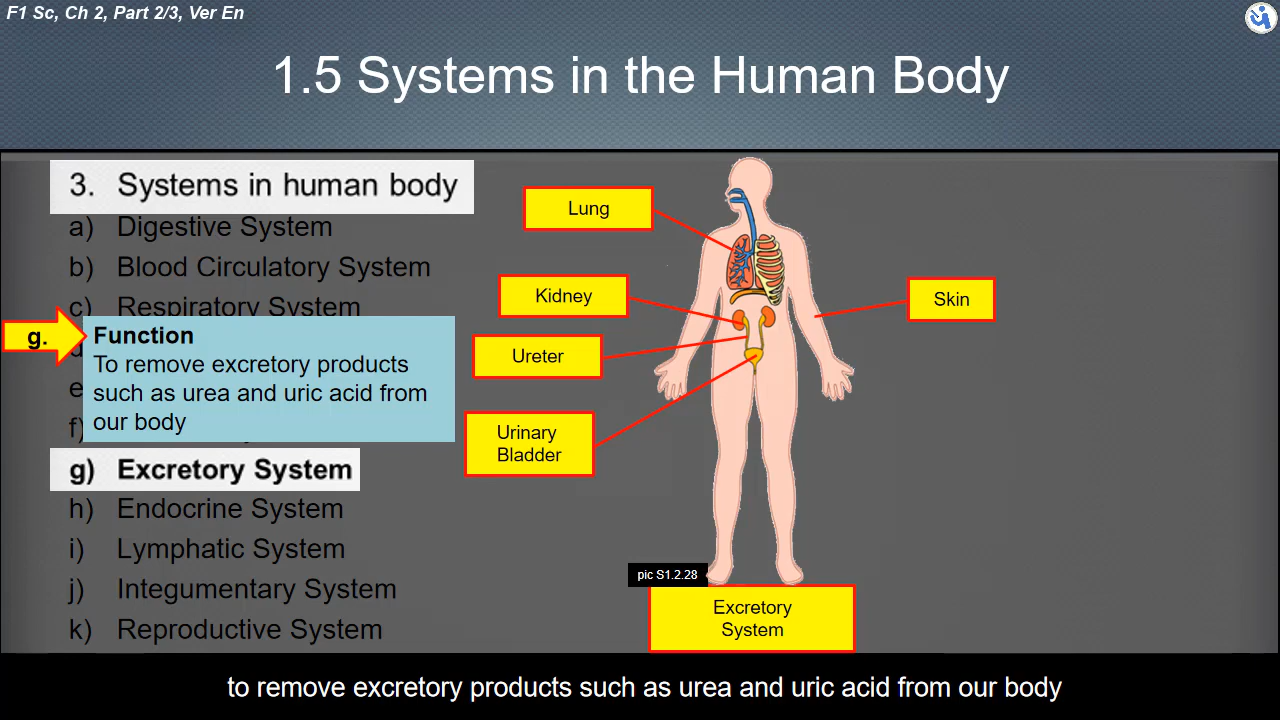 F1 Sc, Ch 2, Part 2/3, Ver En
1.5 Systems in the Human Body
3. Systems in human body
a) Digestive System
b) Blood Circulatory System
c) Respiratory System
g.
Function
To remove excretory products
such as urea and uric acid from
our body
e
f)
g) Excretory System
h) Endocrine System
i) Lymphatic System
j) Integumentary System
k) Reproductive System
Lung
Kidney
Ureter
Urinary
Bladder
Skin
pic S1.2.28
Excretory
System
to remove excretory products such as urea and uric acid from our body